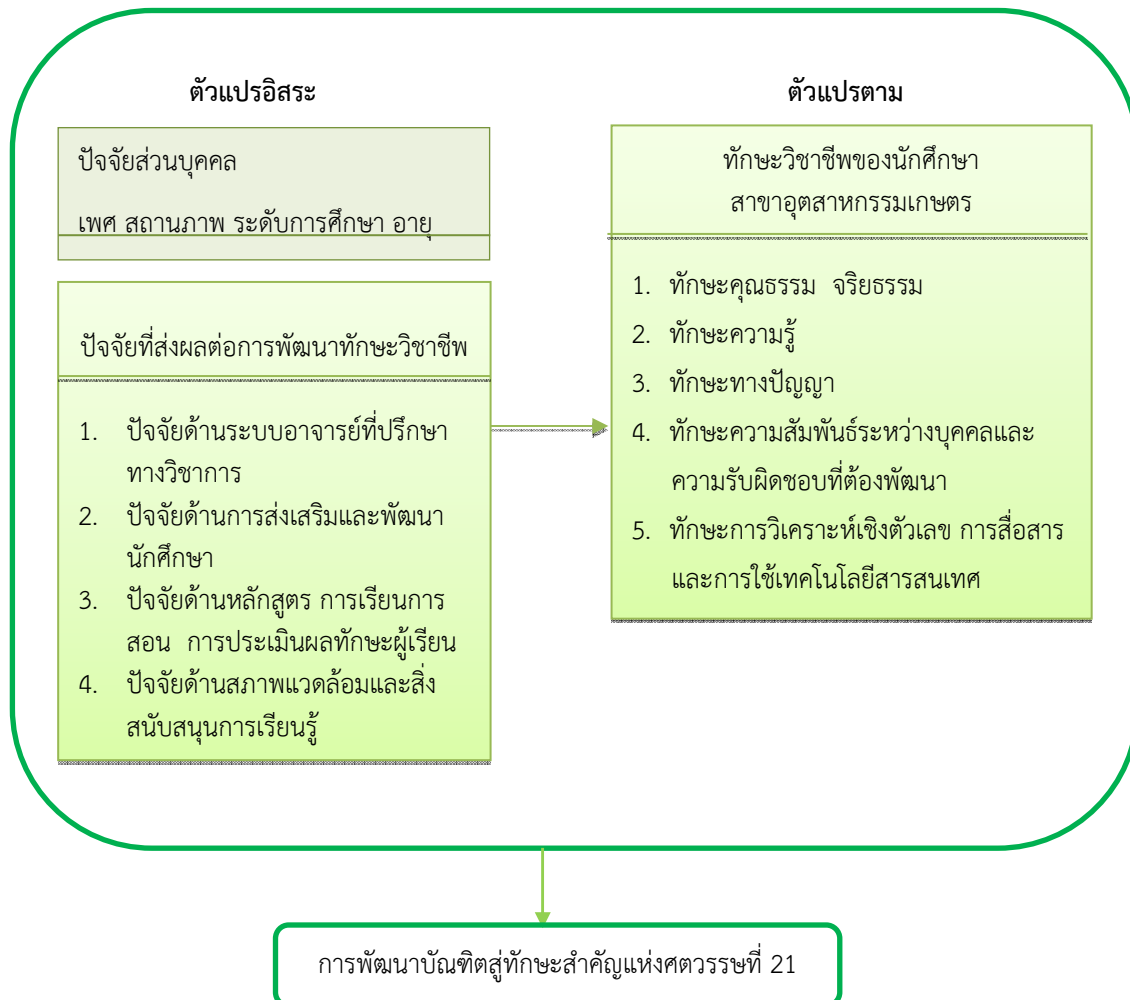 ตัวแปรอิสระ
ปัจจัยส่วนบุคคล
เพศ สถานภาพ ระดับการศึกษา อายุ
ปัจจัยที่ส่งผลต่อการพัฒนาทักษะวิชาชีพ
1. ปัจจัยด้านระบบอาจารย์ที่ปรึกษา
ทางวิชาการ
2. ปัจจัยด้านการส่งเสริมและพัฒนา
นักศึกษา
3. ปัจจัยด้านหลักสูตร การเรียนการ
สอน การประเมินผลทักษะผู้เรียน
4. ปัจจัยด้านสภาพแวดล้อมและสิ่ง
สนับสนุนการเรียนรู้
ตัวแปรตาม
ทักษะวิชาชีพของนักศึกษา
สาขาอุตสาหกรรมเกษตร
1. ทักษะคุณธรรม จริยธรรม
2. ทักษะความรู้
3. ทักษะทางปัญญา
4. ทักษะความสัมพันธ์ระหว่างบุคคลและ
ความรับผิดชอบที่ต้องพัฒนา
5. ทักษะการวิเคราะห์เชิงตัวเลข การสื่อสาร
และการใช้เทคโนโลยีสารสนเทศ
การพัฒนาบัณฑิตสู่ทักษะสำคัญแห่งศตวรรษที่ 21